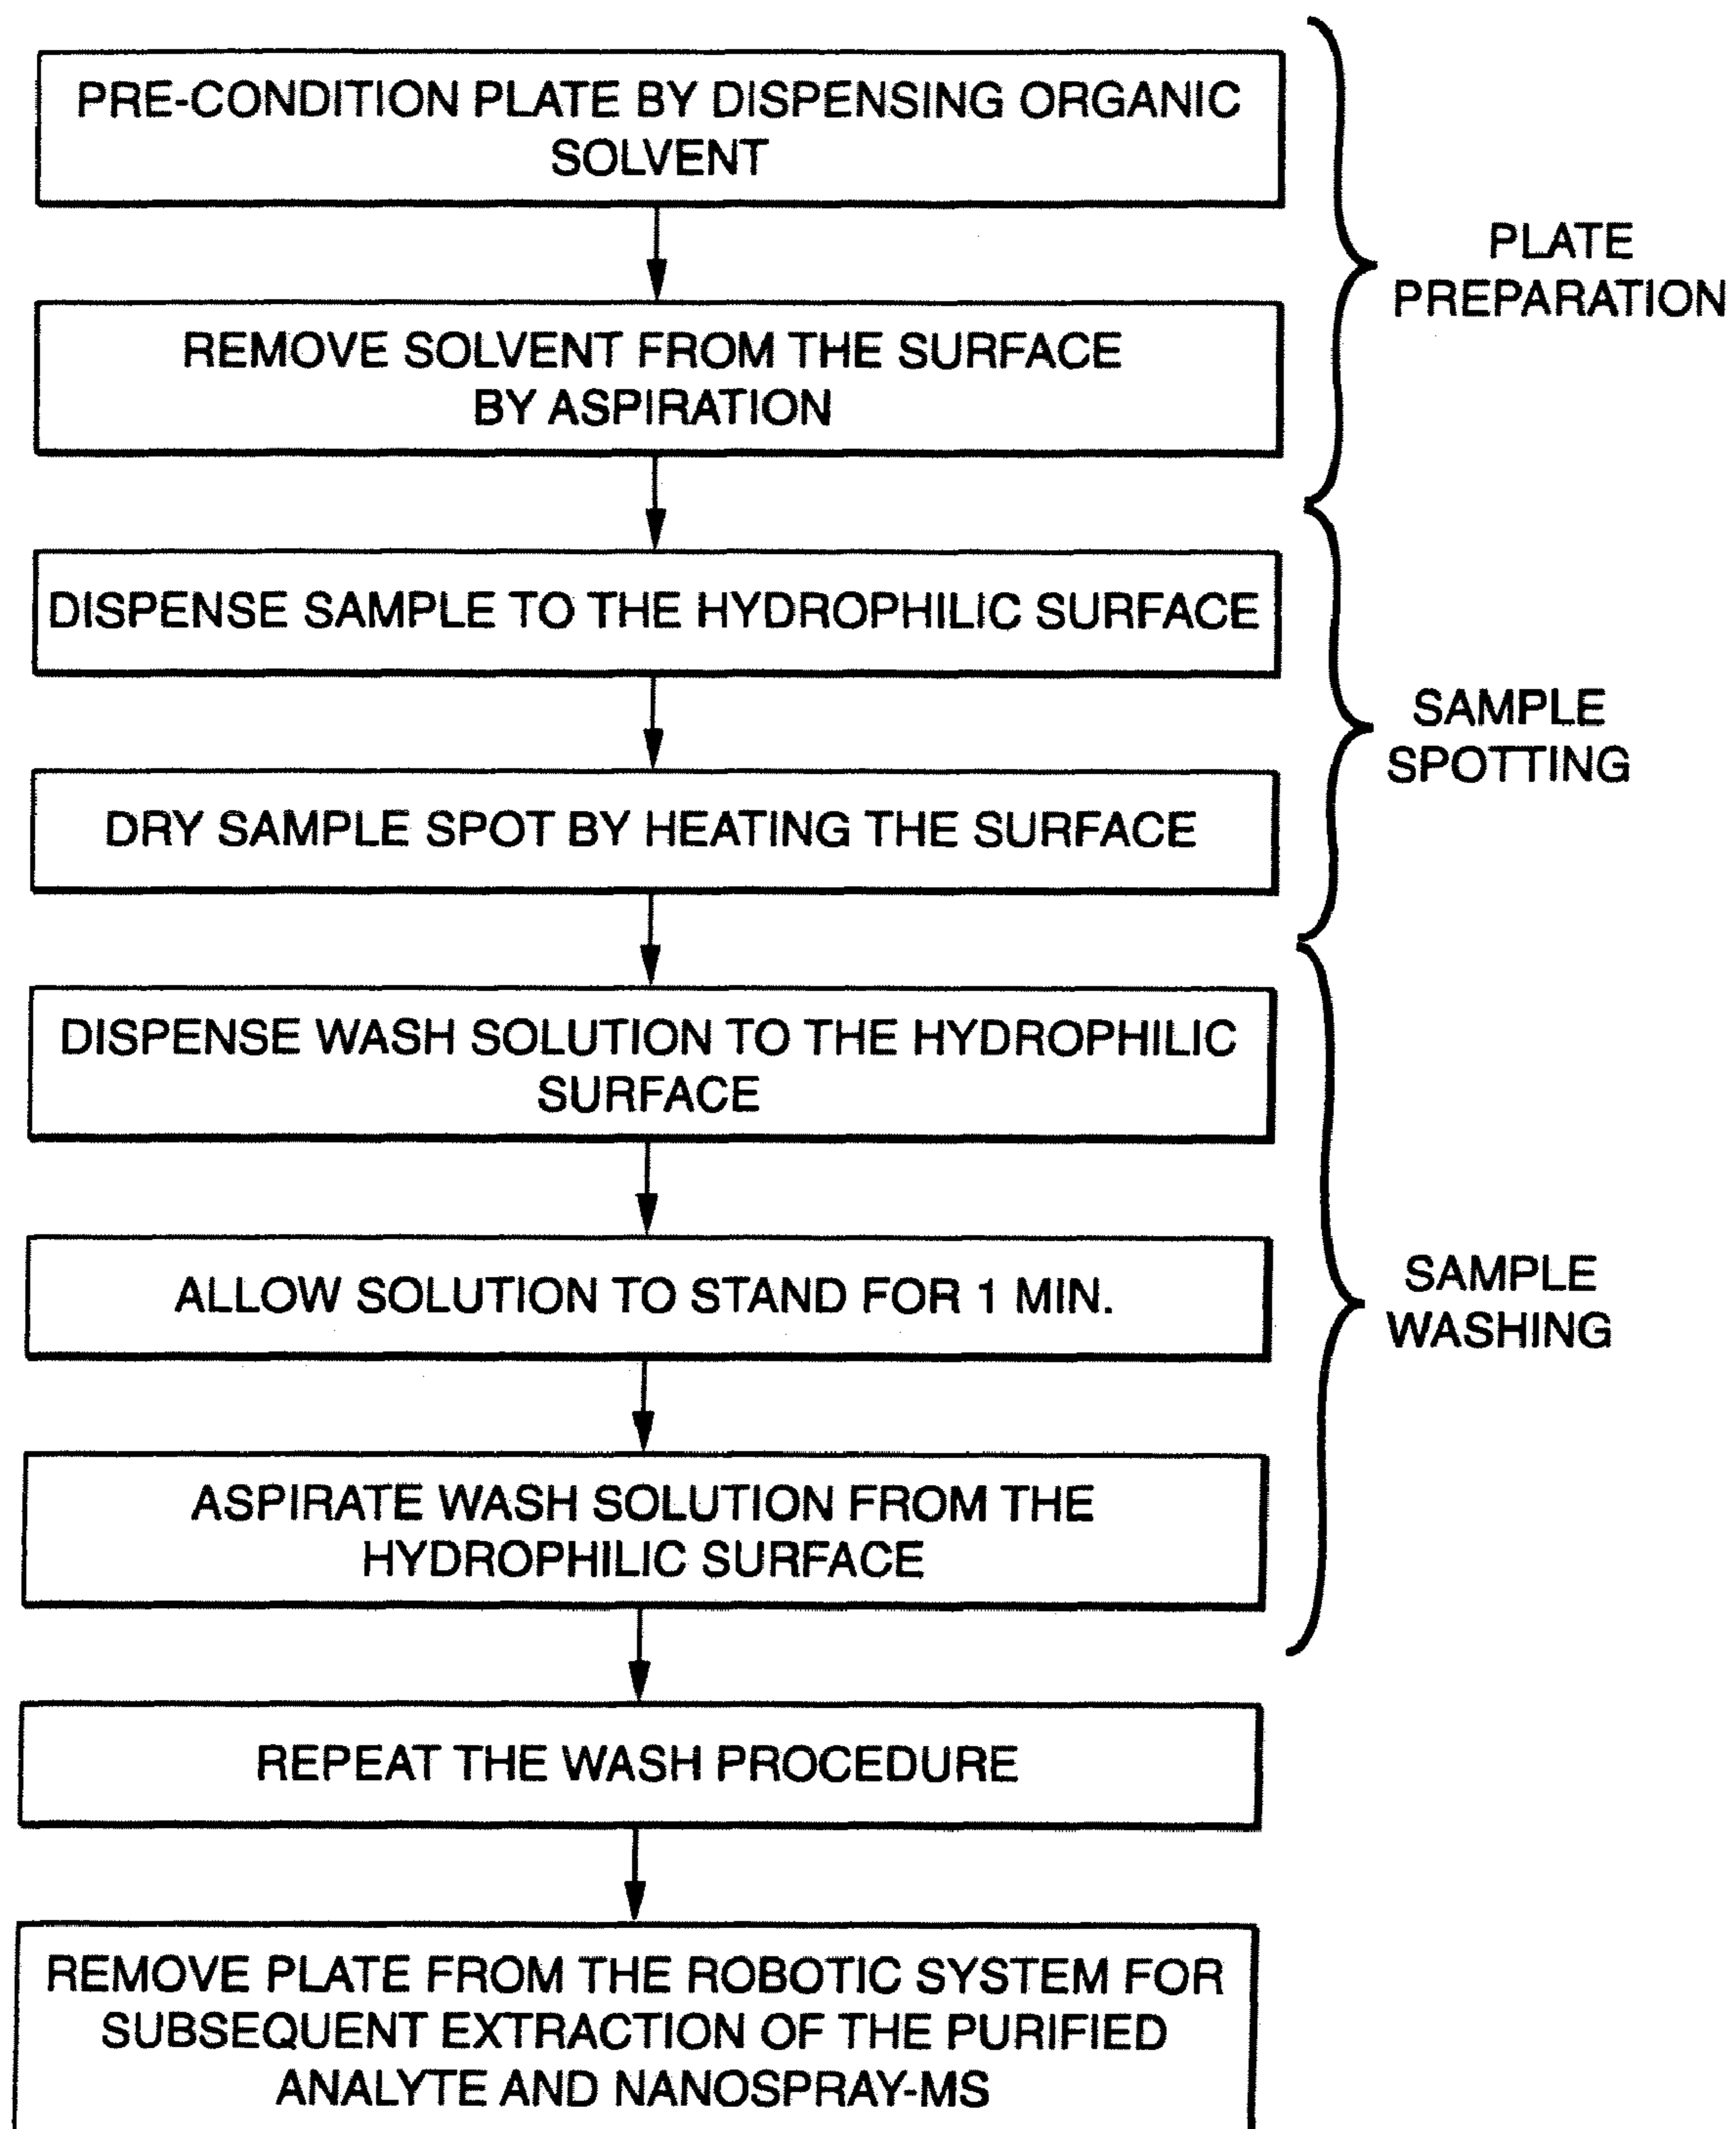 PRE-CONDITION PLATE BY DISPENSING ORGANIC
SOLVENT
REMOVE SOLVENT FROM THE SURFACE
BY ASPIRATION
PLATE
PREPARATION
DISPENSE SAMPLE TO THE HYDROPHILIC SURFACE
DRY SAMPLE SPOT BY HEATING THE SURFACE
SAMPLE
SPOTTING
DISPENSE WASH SOLUTION TO THE HYDROPHILIC
SURFACE
ALLOW SOLUTION TO STAND FOR 1 MIN.
ASPIRATE WASH SOLUTION FROM THE
HYDROPHILIC SURFACE
SAMPLE
WASHING
REPEAT THE WASH PROCEDURE
REMOVE PLATE FROM THE ROBOTIC SYSTEM FOR
SUBSEQUENT EXTRACTION OF THE PURIFIED
ANALYTE AND NANOSPRAY-MS